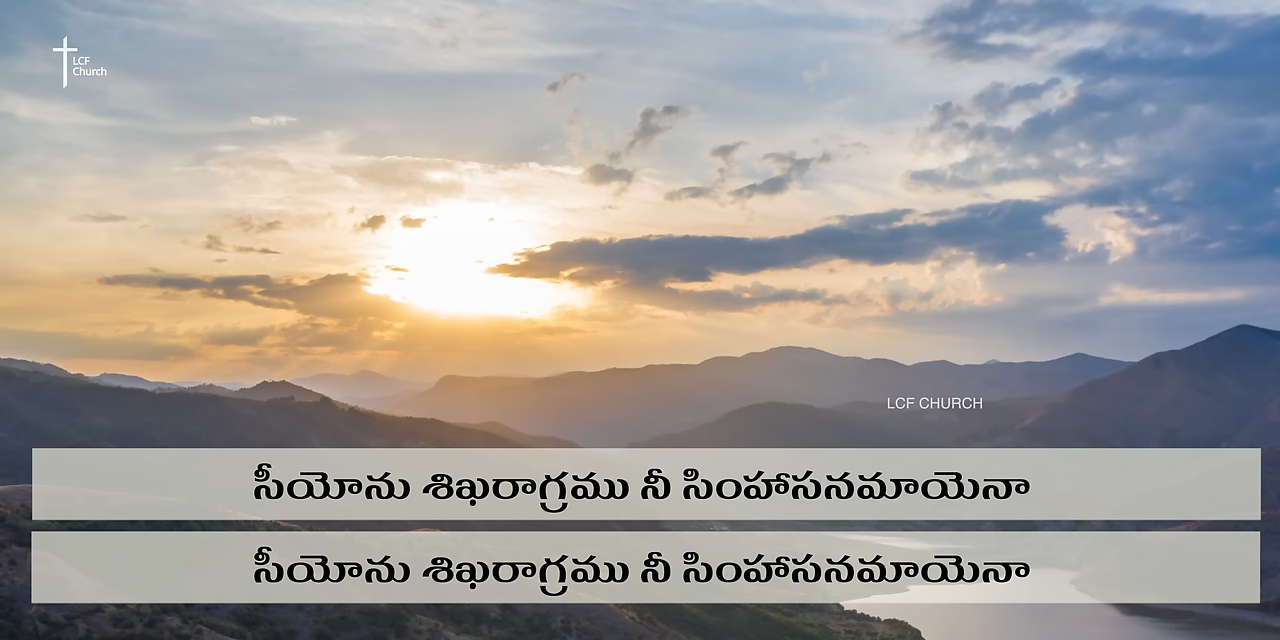 LCF
Church
LCF CHURCH
సీయోను శిఖరాగ్రము నీ సింహాసనమాయెనా
సీయోను శిఖరాగ్రము నీ సింహాసనమాయెనా